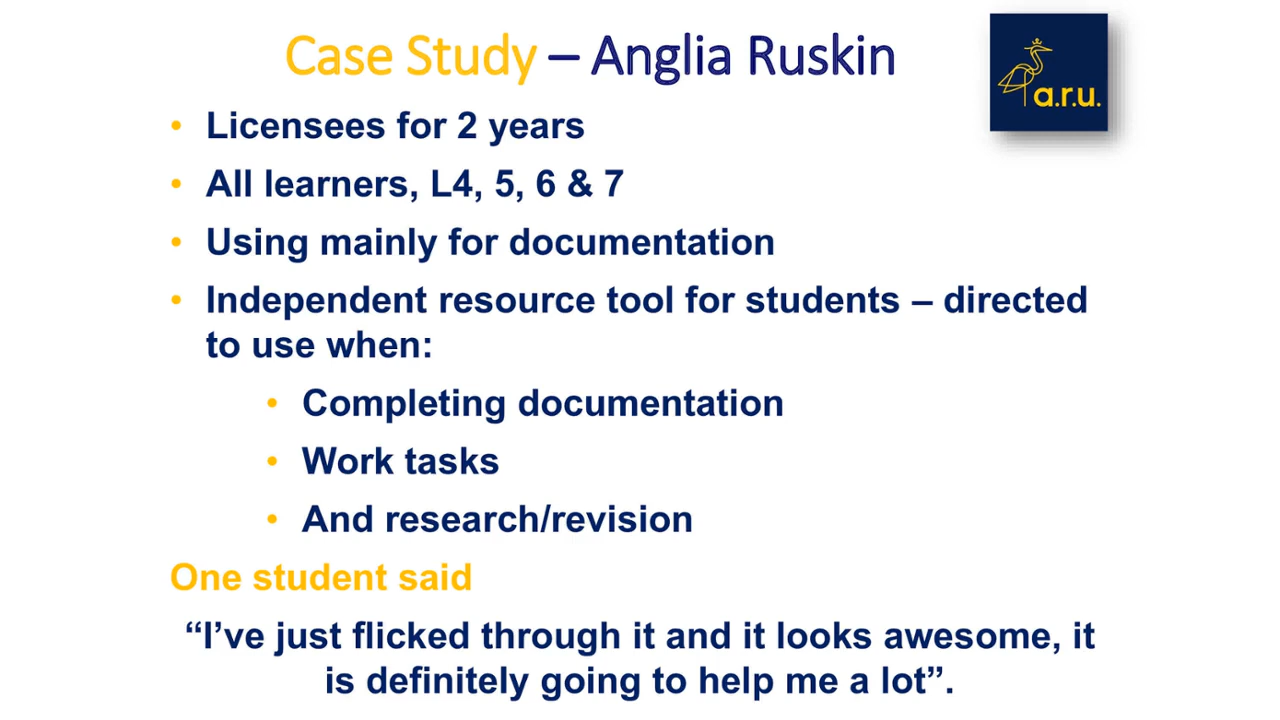 Case Study – Anglia Ruskin
a.r.u.
• Licensees for 2 years
• All learners, L4, 5, 6 & 7
• Using mainly for documentation
• Independent resource tool for students – directed
to use when:
• Completing documentation
• Work tasks
• And research/revision
One student said
“I’ve just flicked through it and it looks awesome, it
is definitely going to help me a lot”.